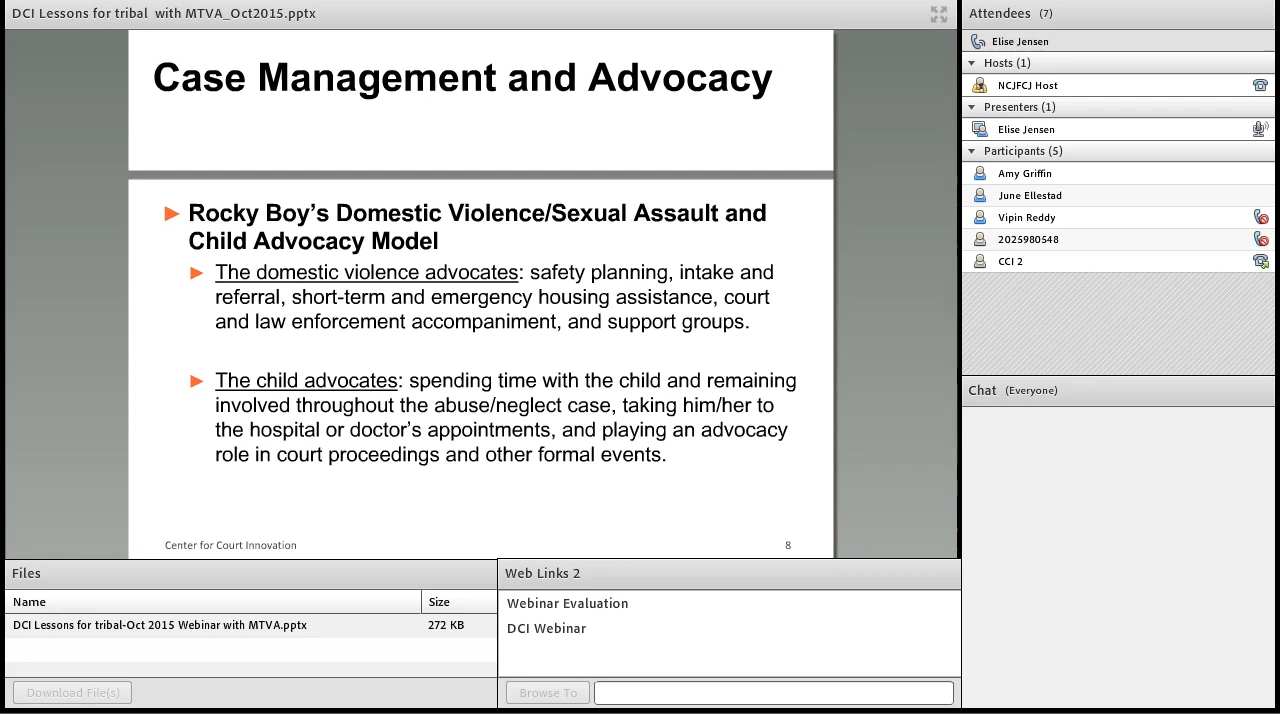 DCI Lessons for tribal  with MTVA_Oct2015.pptx
Case Management and Advocacy
Rocky Boy's Domestic Violence/Sexual Assault and
Child Advocacy Model
The domestic violence advocates: safety planning, intake and
referral, short-term and emergency housing assistance, court
and law enforcement accompaniment, and support groups.
The child advocates: spending time with the child and remaining
involved throughout the abuse/neglect case, taking him/her to
the hospital or doctor's appointments, and playing an advocacy
role in court proceedings and other formal events.
Center for Court Innovation 8
Attendees (7)
Elise Jensen
Hosts (1)
NCJFCJ Host
Presenters (1)
Elise Jensen
Participants (5)
Amy Griffin
June Ellestad
Vipin Reddy
2025980548
CCI 2
Chat (Everyone)
Files
Name Size
DCI Lessons for tribal-Oct 2015 Webinar with MTVA.pptx 272 KB
Download File(s)
Web Links 2
Webinar Evaluation
DCI Webinar
Browse To